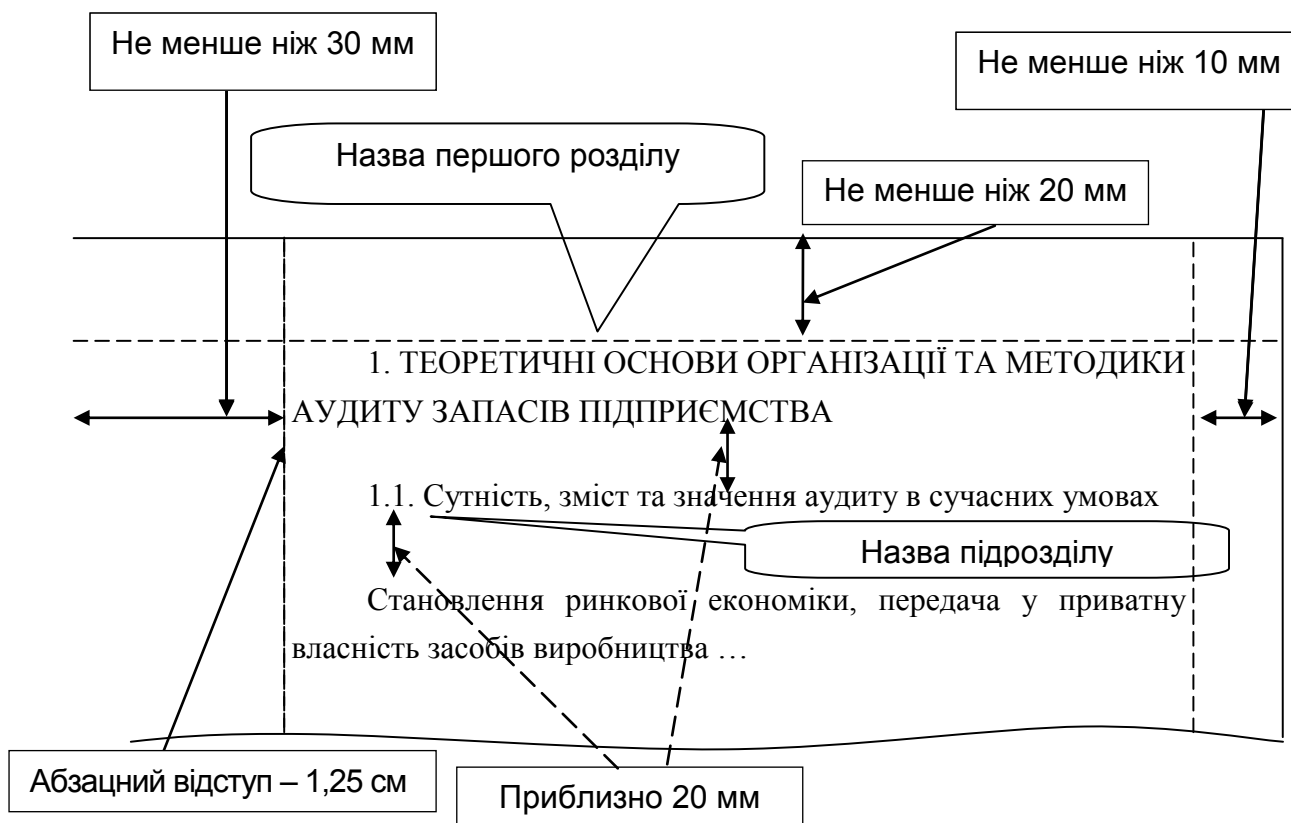 Не менше ніж 30 мм
Не менше ніж 10 мм
Назва першого розділу
Не менше ніж 20 мм
1. ТЕОРЕТИЧНІ ОСНОВИ ОРГАНІЗАЦІЇ ТА МЕТОДИКИ
АУДИТУ ЗАПАСІВ ПІДПРИЄМСТВА
1.1. Сутність, зміст та значення аудиту в сучасних умовах
Назва підрозділу
Становлення ринкової економіки, передача у приватну
власність засобів виробництва …
Абзацний відступ – 1,25 см
Приблизно 20 мм